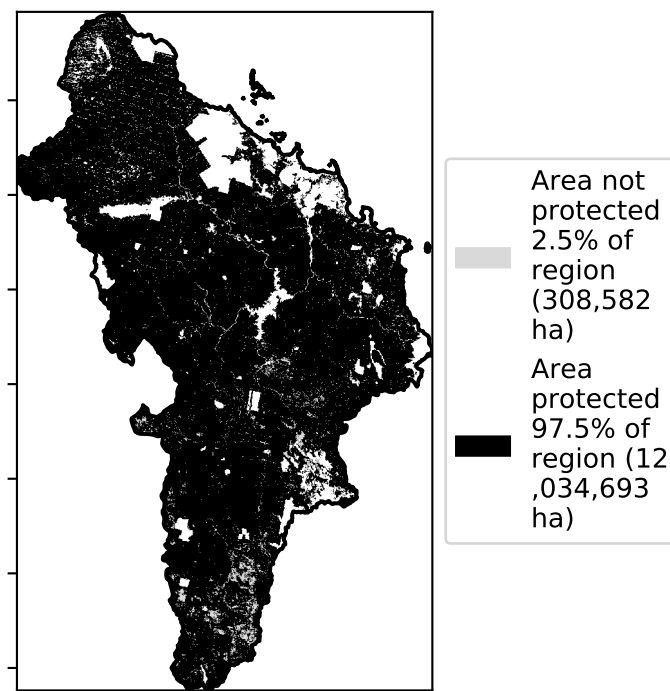 Area not
protected
2.5% of
region
(308,582
ha)
Area
protected
97.5% of
region (12
,034,693
ha)